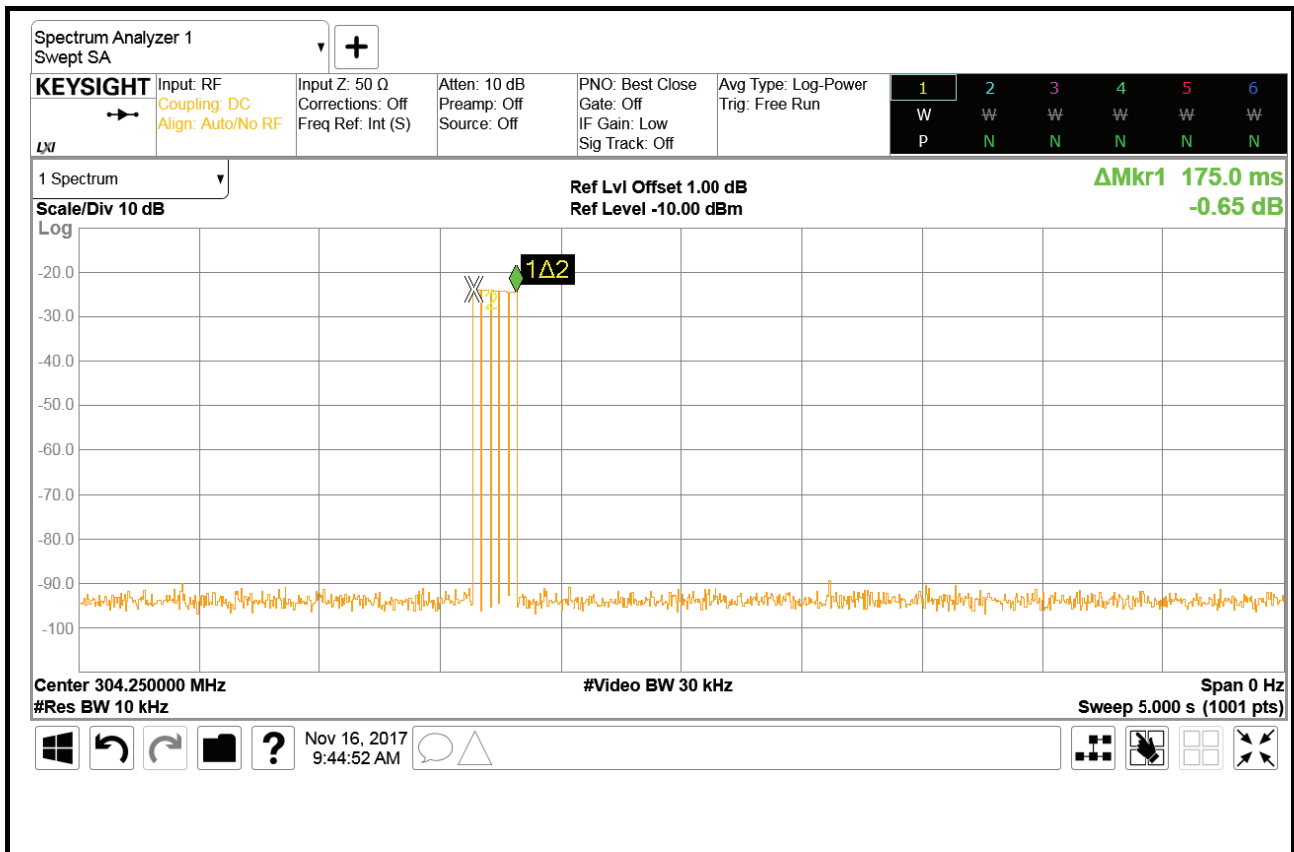 Spectrum Analyzer 1
Swept SA
KEYSIGHT
LXI
Input: RF
Coupling: DC
Align: Auto/No RF
Input Z: 50 Ω
Corrections: Off
Freq Ref: Int (S)
Atten: 10 dB
Preamp: Off
Source: Off
PNO: Best Close
Gate: Off
IF Gain: Low
Sig Track: Off
Avg Type: Log-Power
Trig: Free Run
1 2 3 4 5 6
W W W W W W
P N N N N N
1 Spectrum
Scale/Div 10 dB
Log
Ref Lvl Offset 1.00 dB
Ref Level -10.00 dBm
ΔMkr1 175.0 ms
-0.65 dB
1Δ2
2
-20.0
-30.0
-40.0
-50.0
-60.0
-70.0
-80.0
-90.0
-100
Center 304.250000 MHz
#Res BW 10 kHz
#Video BW 30 kHz
Span 0 Hz
Sweep 5.000 s (1001 pts)
?
Nov 16, 2017
9:44:52 AM